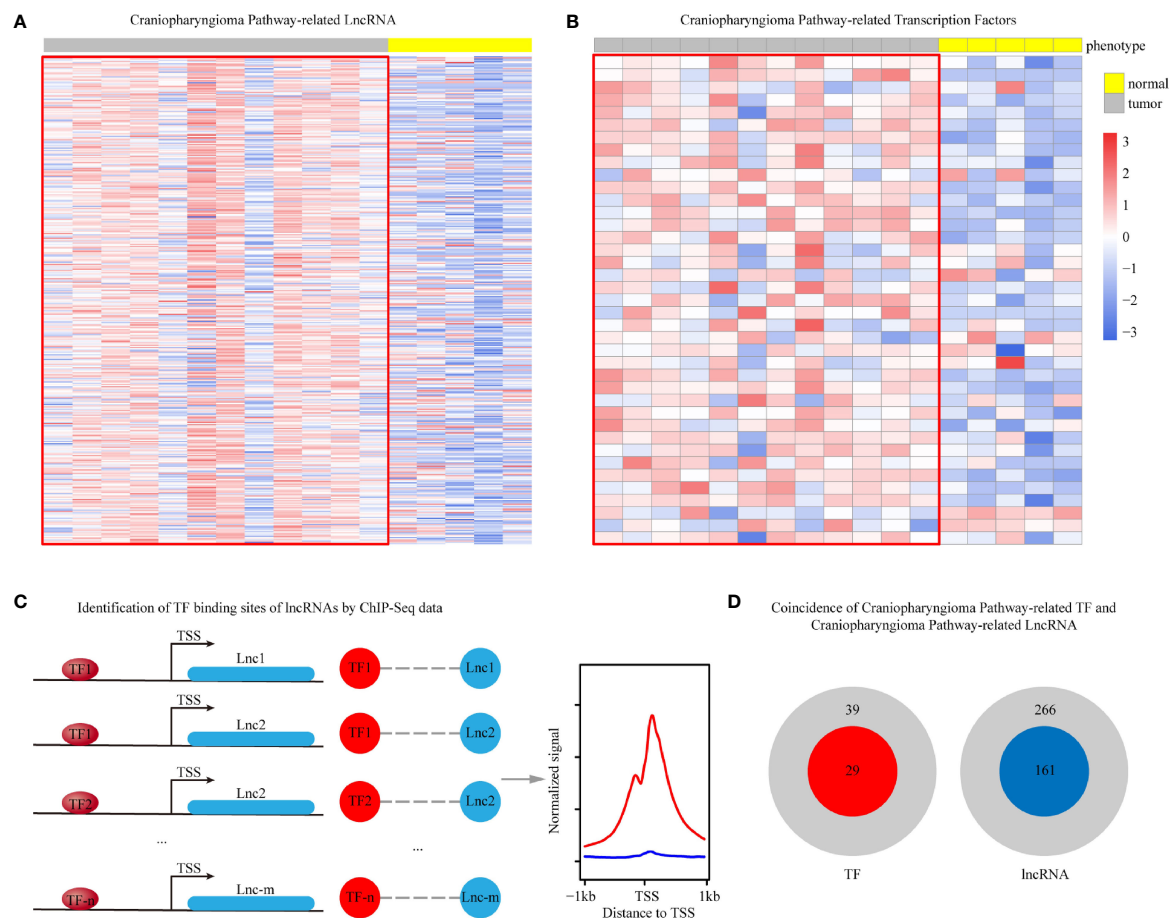 A
Craniopharyngioma Pathway-related LncRNA
B
Craniopharyngioma Pathway-related Transcription Factors
phenotype
normal
tumor
3
2
1
0
−1
−2
−3
C
Identification of TF binding sites of lncRNAs by ChIP-Seq data
TF1
TSS
Lnc1
TF1
Lnc1
TF1
TSS
Lnc2
TF1
Lnc2
TF2
TSS
Lnc2
TF2
Lnc2
...
...
TF-n
TSS
Lnc-m
TF-n
Lnc-m
Normalized signal
−1kb
TSS
1kb
Distance to TSS
D
Coincidence of Craniopharyngioma Pathway-related TF and
Craniopharyngioma Pathway-related LncRNA
39
29
TF
266
161
lncRNA